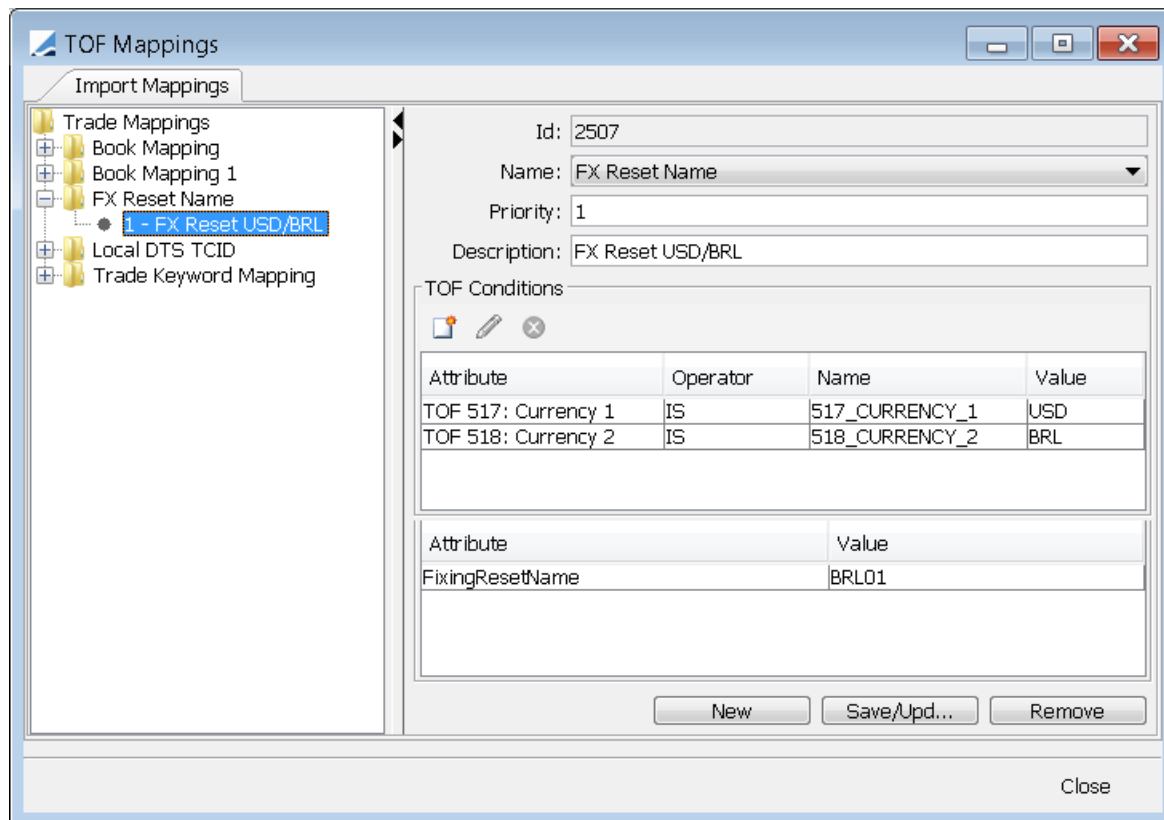 TOF Mappings
Import Mappings
Trade Mappings
Book Mapping
Book Mapping 1
FX Reset Name
1 - FX Reset USD/BRL
Local DTS TCID
Trade Keyword Mapping
Id: 2507
Name: FX Reset Name
Priority: 1
Description: FX Reset USD/BRL
TOF Conditions
Attribute Operator Name Value
TOF 517: Currency 1 IS 517_CURRENCY_1 USD
TOF 518: Currency 2 IS 518_CURRENCY_2 BRL
Attribute Value
FixingResetName BRL01
New Save/Upd... Remove
Close